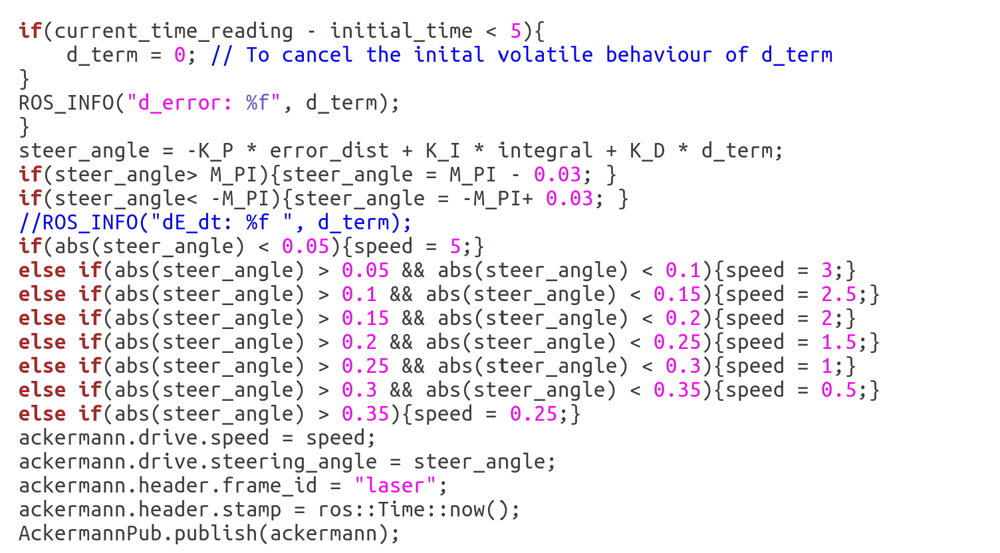 if(current_time_reading - initial_time < 5){
    d_term = 0; // To cancel the inital volatile behaviour of d_term
}
ROS_INFO("d_error: %f", d_term);
}
steer_angle = -K_P * error_dist + K_I * integral + K_D * d_term;
if(steer_angle> M_PI){steer_angle = M_PI - 0.03; }
if(steer_angle< -M_PI){steer_angle = -M_PI+ 0.03; }
//ROS_INFO("dE_dt: %f ", d_term);
if(abs(steer_angle) < 0.05){speed = 5;}
else if(abs(steer_angle) > 0.05 && abs(steer_angle) < 0.1){speed = 3;}
else if(abs(steer_angle) > 0.1 && abs(steer_angle) < 0.15){speed = 2.5;}
else if(abs(steer_angle) > 0.15 && abs(steer_angle) < 0.2){speed = 2;}
else if(abs(steer_angle) > 0.2 && abs(steer_angle) < 0.25){speed = 1.5;}
else if(abs(steer_angle) > 0.25 && abs(steer_angle) < 0.3){speed = 1;}
else if(abs(steer_angle) > 0.3 && abs(steer_angle) < 0.35){speed = 0.5;}
else if(abs(steer_angle) > 0.35){speed = 0.25;}
ackermann.drive.speed = speed;
ackermann.drive.steering_angle = steer_angle;
ackermann.header.frame_id = "laser";
ackermann.header.stamp = ros::Time::now();
AckermannPub.publish(ackermann);